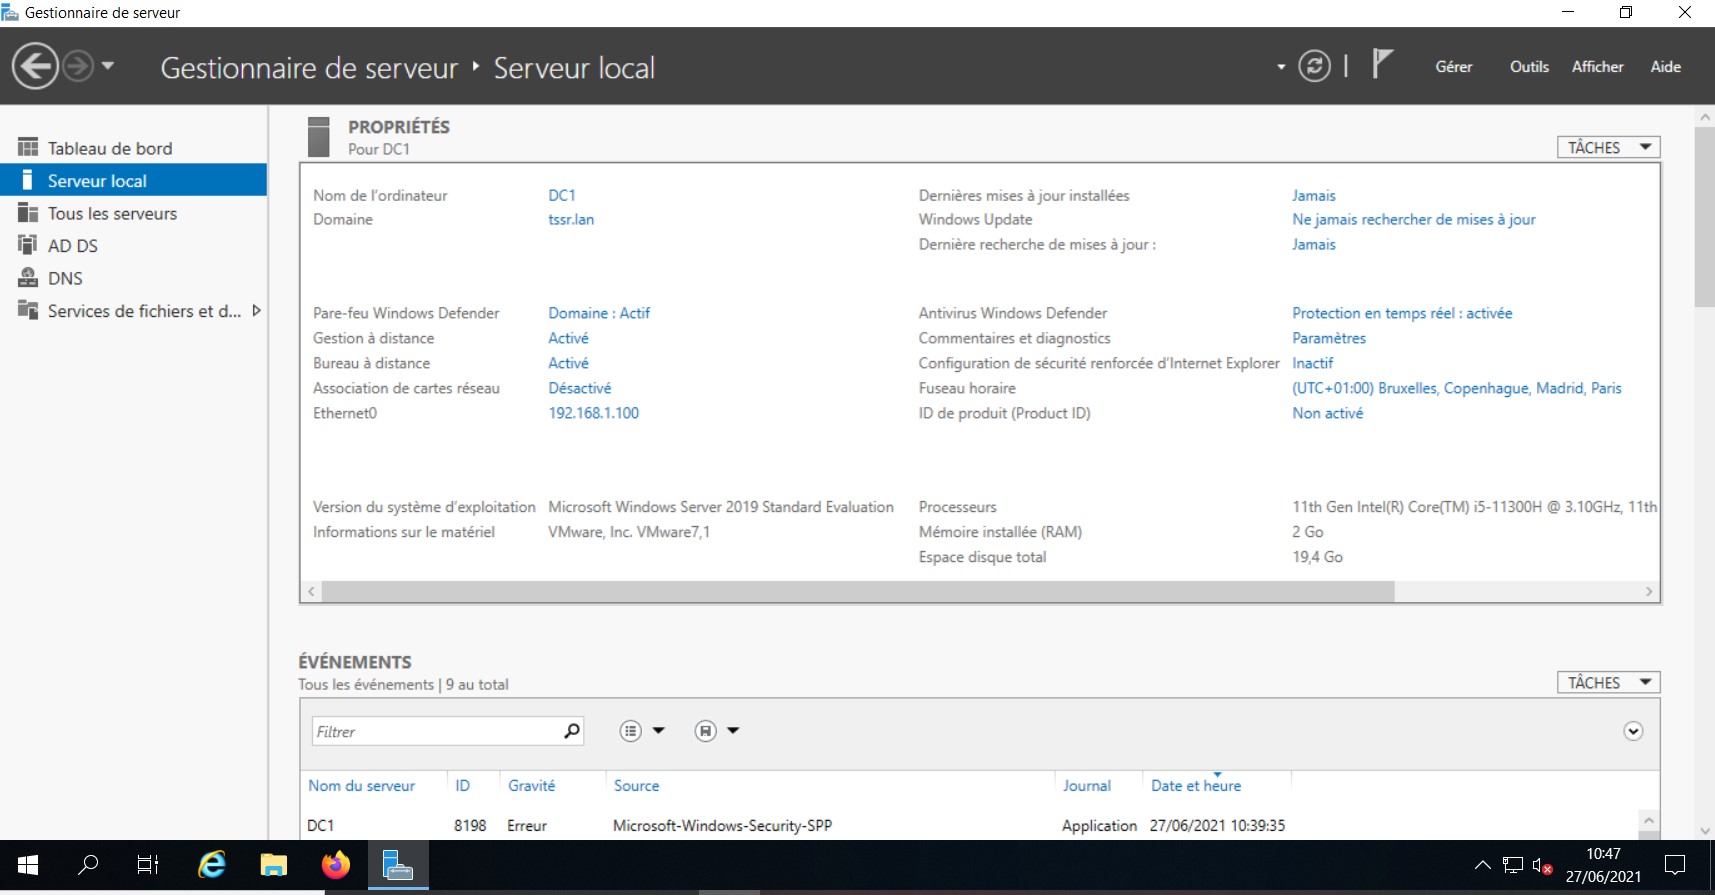 Gestionnaire de serveur
Gestionnaire de serveur ‣ Serveur local
Gérer Outils Afficher Aide
Tableau de bord
Serveur local
Tous les serveurs
AD DS
DNS
Services de fichiers et d...
PROPRIÉTÉS
Pour DC1
TÂCHES
Nom de l'ordinateur DC1 Dernières mises à jour installées Jamais
Domaine tssr.lan Windows Update Ne jamais rechercher de mises à jour
Dernière recherche de mises à jour : Jamais
Pare-feu Windows Defender Domaine : Actif Antivirus Windows Defender Protection en temps réel : activée
Gestion à distance Activé Commentaires et diagnostics Paramètres
Bureau à distance Activé Configuration de sécurité renforcée d'Internet Explorer Inactif
Association de cartes réseau Désactivé Fuseau horaire (UTC+01:00) Bruxelles, Copenhague, Madrid, Paris
Ethernet0 192.168.1.100 ID de produit (Product ID) Non activé
Version du système d'exploitation Microsoft Windows Server 2019 Standard Evaluation Processeurs 11th Gen Intel(R) Core(TM) i5-11300H @ 3.10GHz, 11th
Informations sur le matériel VMware, Inc. VMware7,1 Mémoire installée (RAM) 2 Go
Espace disque total 19,4 Go
ÉVÉNEMENTS
Tous les événements | 9 au total
TÂCHES
Filtrer
Nom du serveur ID Gravité Source Journal Date et heure
DC1 8198 Erreur Microsoft-Windows-Security-SPP Application 27/06/2021 10:39:35
10:47
27/06/2021